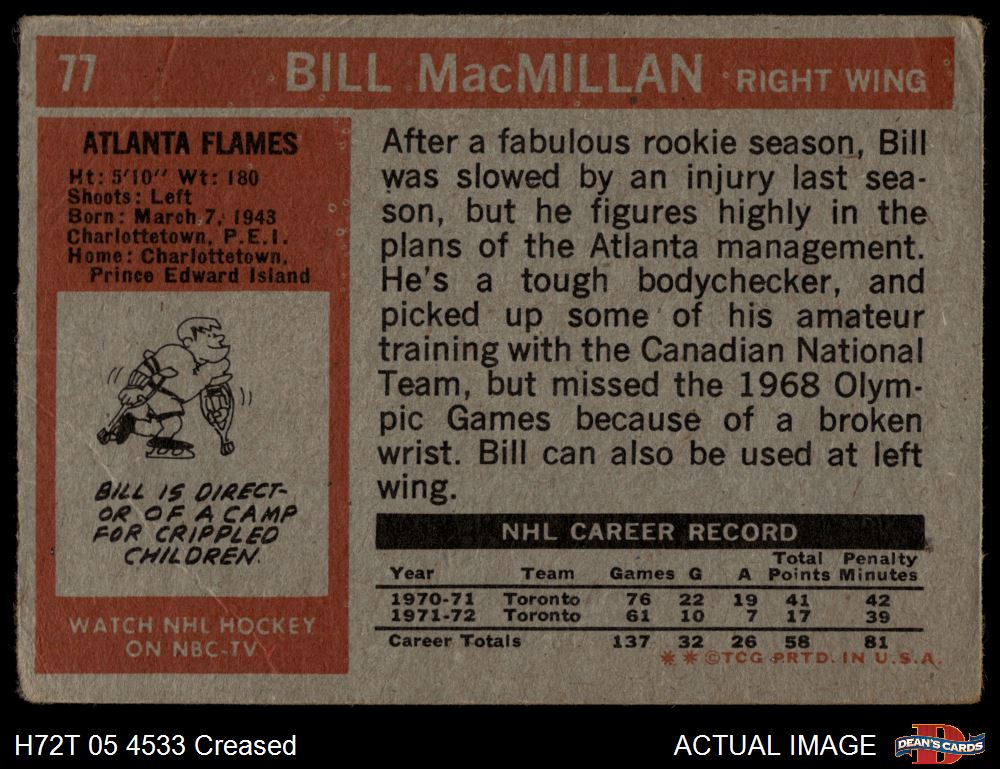 77 BILL MacMILLAN RIGHT WING
ATLANTA FLAMES
Ht: 5'10" Wt: 180
Shoots: Left
Born: March 7, 1943
Charlottetown, P.E.I.
Home: Charlottetown,
Prince Edward Island
BILL IS DIRECT-
OR OF A CAMP
FOR CRIPPLED
CHILDREN.
WATCH NHL HOCKEY
ON NBC-TV
After a fabulous rookie season, Bill
was slowed by an injury last sea-
son, but he figures highly in the
plans of the Atlanta management.
He's a tough bodychecker, and
picked up some of his amateur
training with the Canadian National
Team, but missed the 1968 Olym-
pic Games because of a broken
wrist. Bill can also be used at left
wing.
NHL CAREER RECORD
Total Penalty
Year Team Games G A Points Minutes
1970-71 Toronto 76 22 19 41 42
1971-72 Toronto 61 10 7 17 39
Career Totals 137 32 26 58 81
✱ ✱ ©TCG PRTD. IN U.S.A.
H72T 05 4533 Creased
ACTUAL IMAGE
D
DEAN'S CARDS